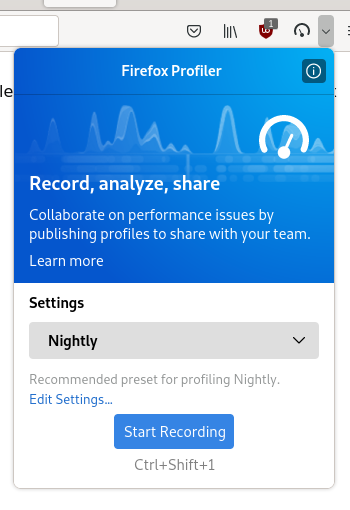 1
le
Firefox Profiler
Record, analyze, share
Collaborate on performance issues by
publishing profiles to share with your team.
Learn more
Settings
Nightly
Recommended preset for profiling Nightly.
Edit Settings...
Start Recording
Ctrl+Shift+1